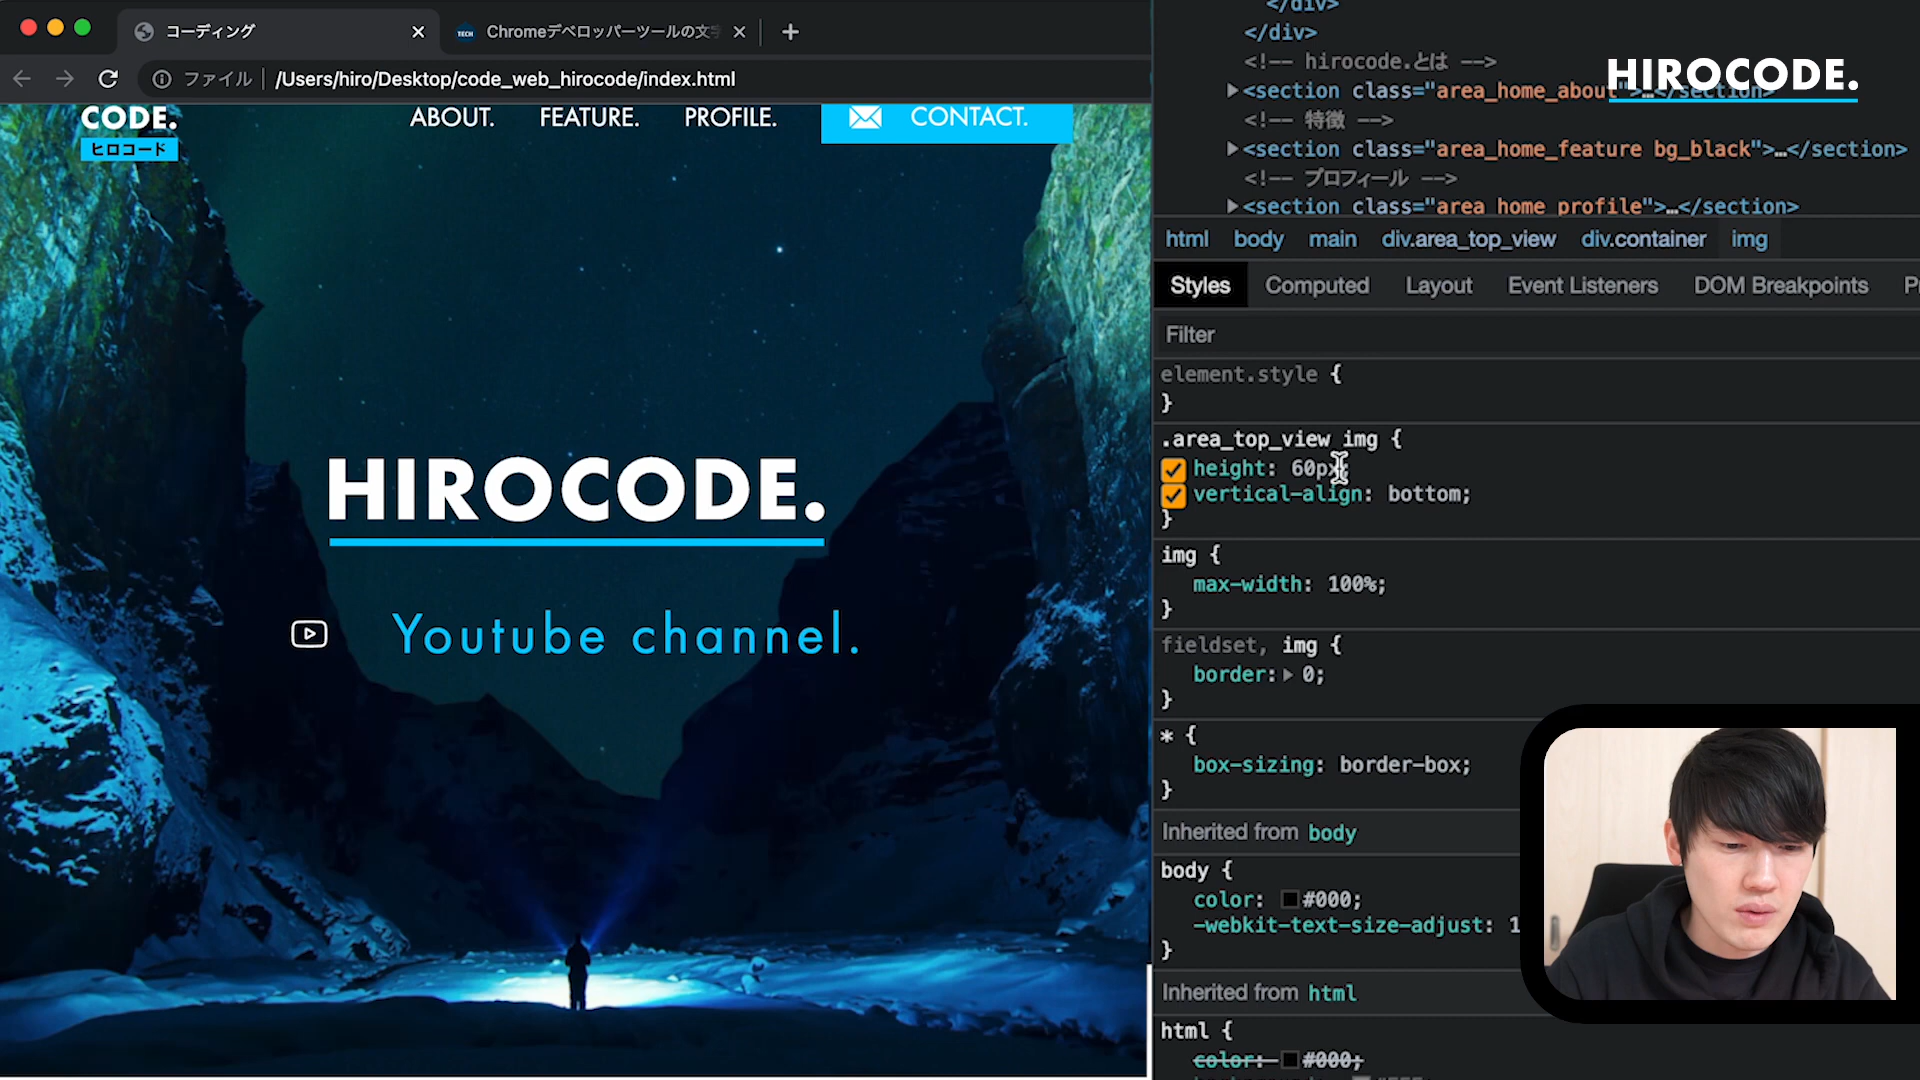 コーディング
Chromeデベロッパーツールの文字
ファイル
/Users/hiro/Desktop/code_web_hirocode/index.html
CODE.
ヒロコード
ABOUT.
FEATURE.
PROFILE.
CONTACT.
HIROCODE.
Youtube channel.
</div>
</div>
<!-- hirocode.とは -->
HIROCODE.
<section class="area_home_about">…</section>
<!-- 特徴 -->
<section class="area_home_feature bg_black">…</section>
<!-- プロフィール -->
<section class="area_home_profile">…</section>
html body main div.area_top_view div.container img
Styles Computed Layout Event Listeners DOM Breakpoints
Filter
element.style {
}
.area_top_view img {
height: 60px;
vertical-align: bottom;
}
img {
max-width: 100%;
}
fieldset, img {
border: 0;
}
* {
box-sizing: border-box;
}
Inherited from body
body {
color: #000;
-webkit-text-size-adjust: 1
}
Inherited from html
html {
color: #000;